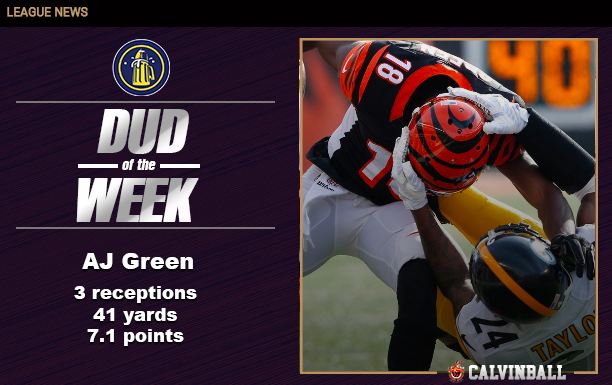 LEAGUE NEWS
DUD
of the
WEEK
AJ Green
3 receptions
41 yards
7.1 points
18
24
TAYLO
CALVINBALL